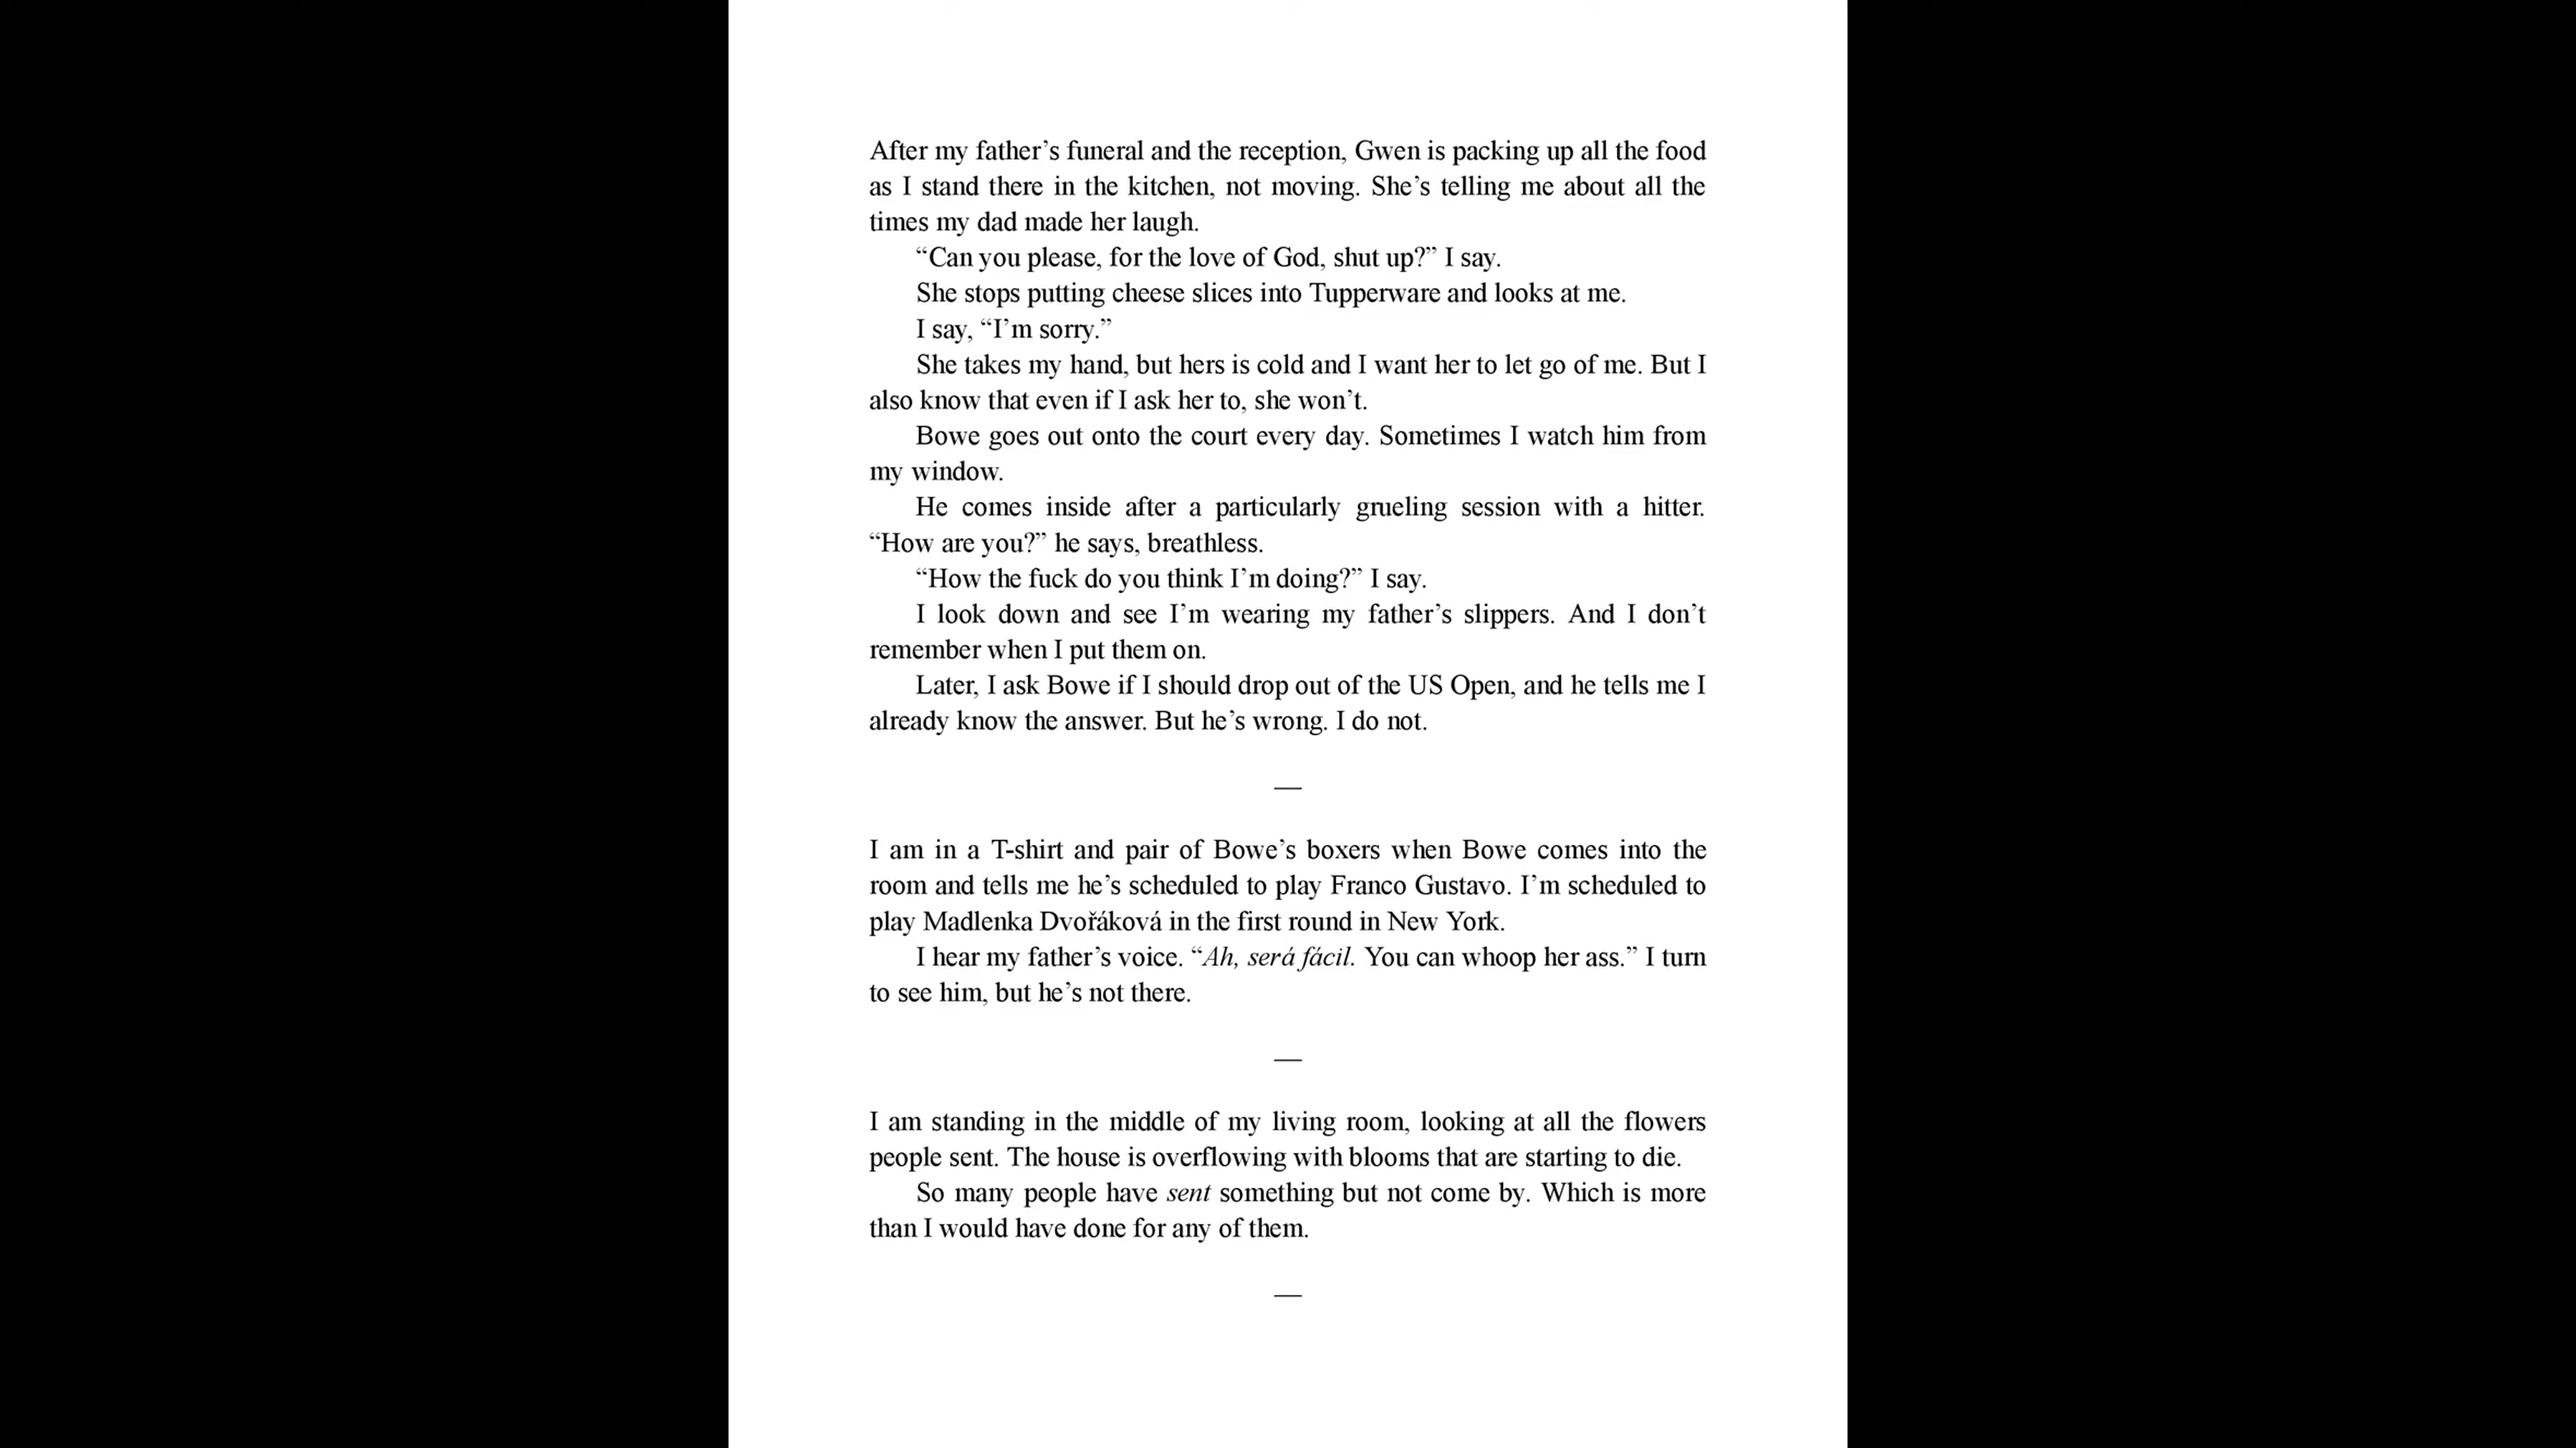 After my father’s funeral and the reception, Gwen is packing up all the food
as I stand there in the kitchen, not moving. She’s telling me about all the
times my dad made her laugh.
“Can you please, for the love of God, shut up?” I say.
She stops putting cheese slices into Tupperware and looks at me.
I say, “I’m sorry.”
She takes my hand, but hers is cold and I want her to let go of me. But I
also know that even if I ask her to, she won’t.
Bowe goes out onto the court every day. Sometimes I watch him from
my window.
He comes inside after a particularly grueling session with a hitter.
“How are you?” he says, breathless.
“How the fuck do you think I’m doing?” I say.
I look down and see I’m wearing my father’s slippers. And I don’t
remember when I put them on.
Later, I ask Bowe if I should drop out of the US Open, and he tells me I
already know the answer. But he’s wrong. I do not.
—
I am in a T-shirt and pair of Bowe’s boxers when Bowe comes into the
room and tells me he’s scheduled to play Franco Gustavo. I’m scheduled to
play Madlenka Dvořáková in the first round in New York.
I hear my father’s voice. “Ah, será fácil. You can whoop her ass.” I turn
to see him, but he’s not there.
—
I am standing in the middle of my living room, looking at all the flowers
people sent. The house is overflowing with blooms that are starting to die.
So many people have sent something but not come by. Which is more
than I would have done for any of them.
—